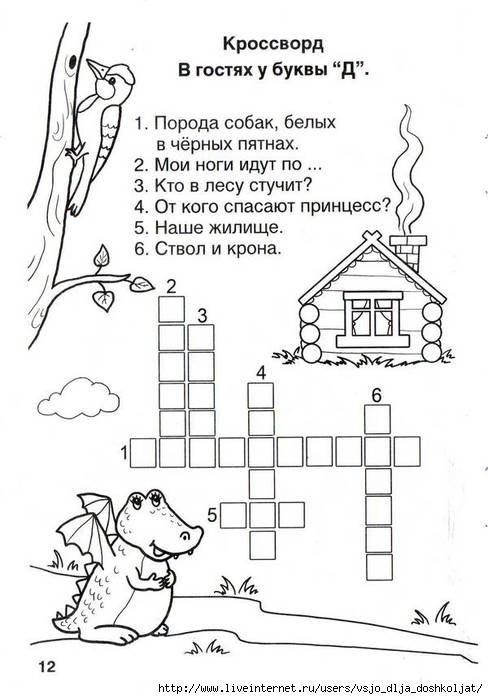 Кроссворд
В гостях у буквы “Д”.
1. Порода собак, белых
в чёрных пятнах.
2. Мои ноги идут по ...
3. Кто в лесу стучит?
4. От кого спасают принцесс?
5. Наше жилище.
6. Ствол и крона.
2
3
4
6
1
5
12
http://www.liveinternet.ru/users/vsjo_dlja_doshkoljat/